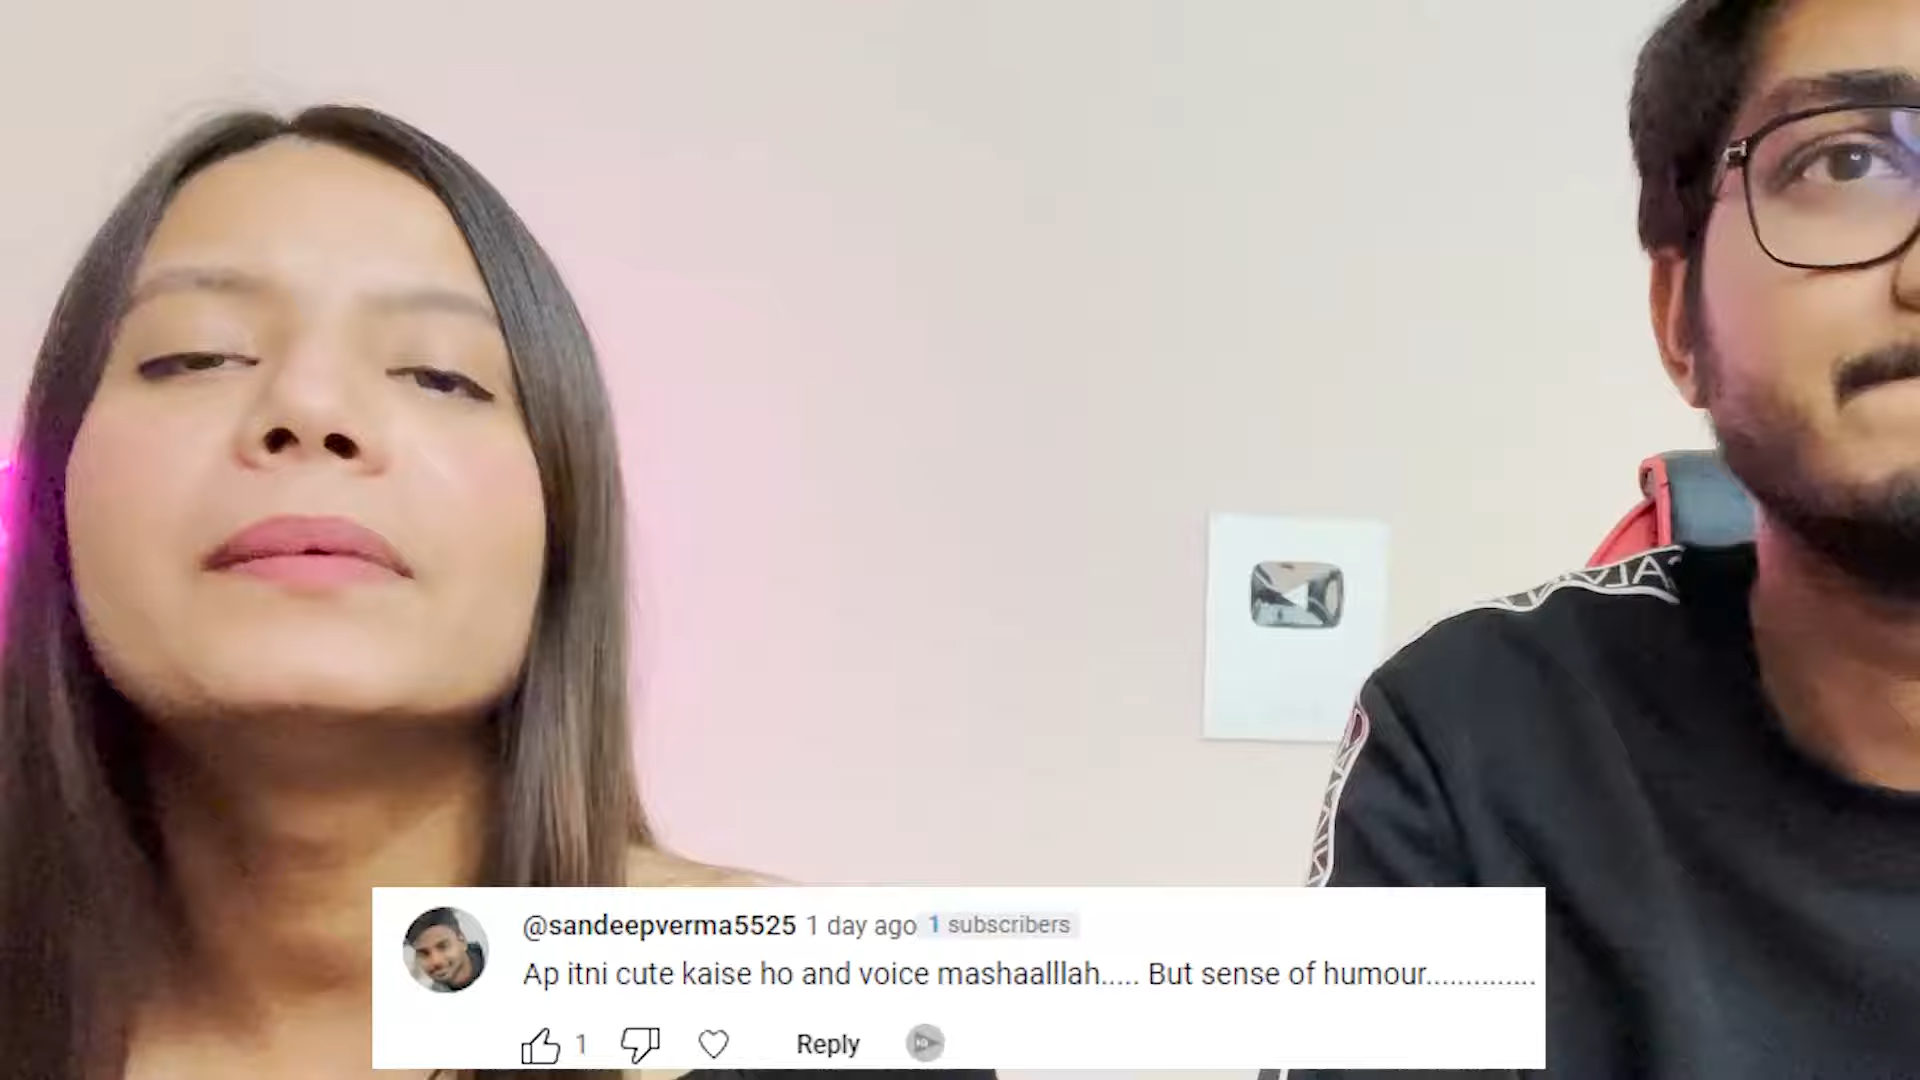 @sandeepverma5525 1 day ago 1 subscribers
Ap itni cute kaise ho and voice mashaalllah..... But sense of humour..............
1 Reply